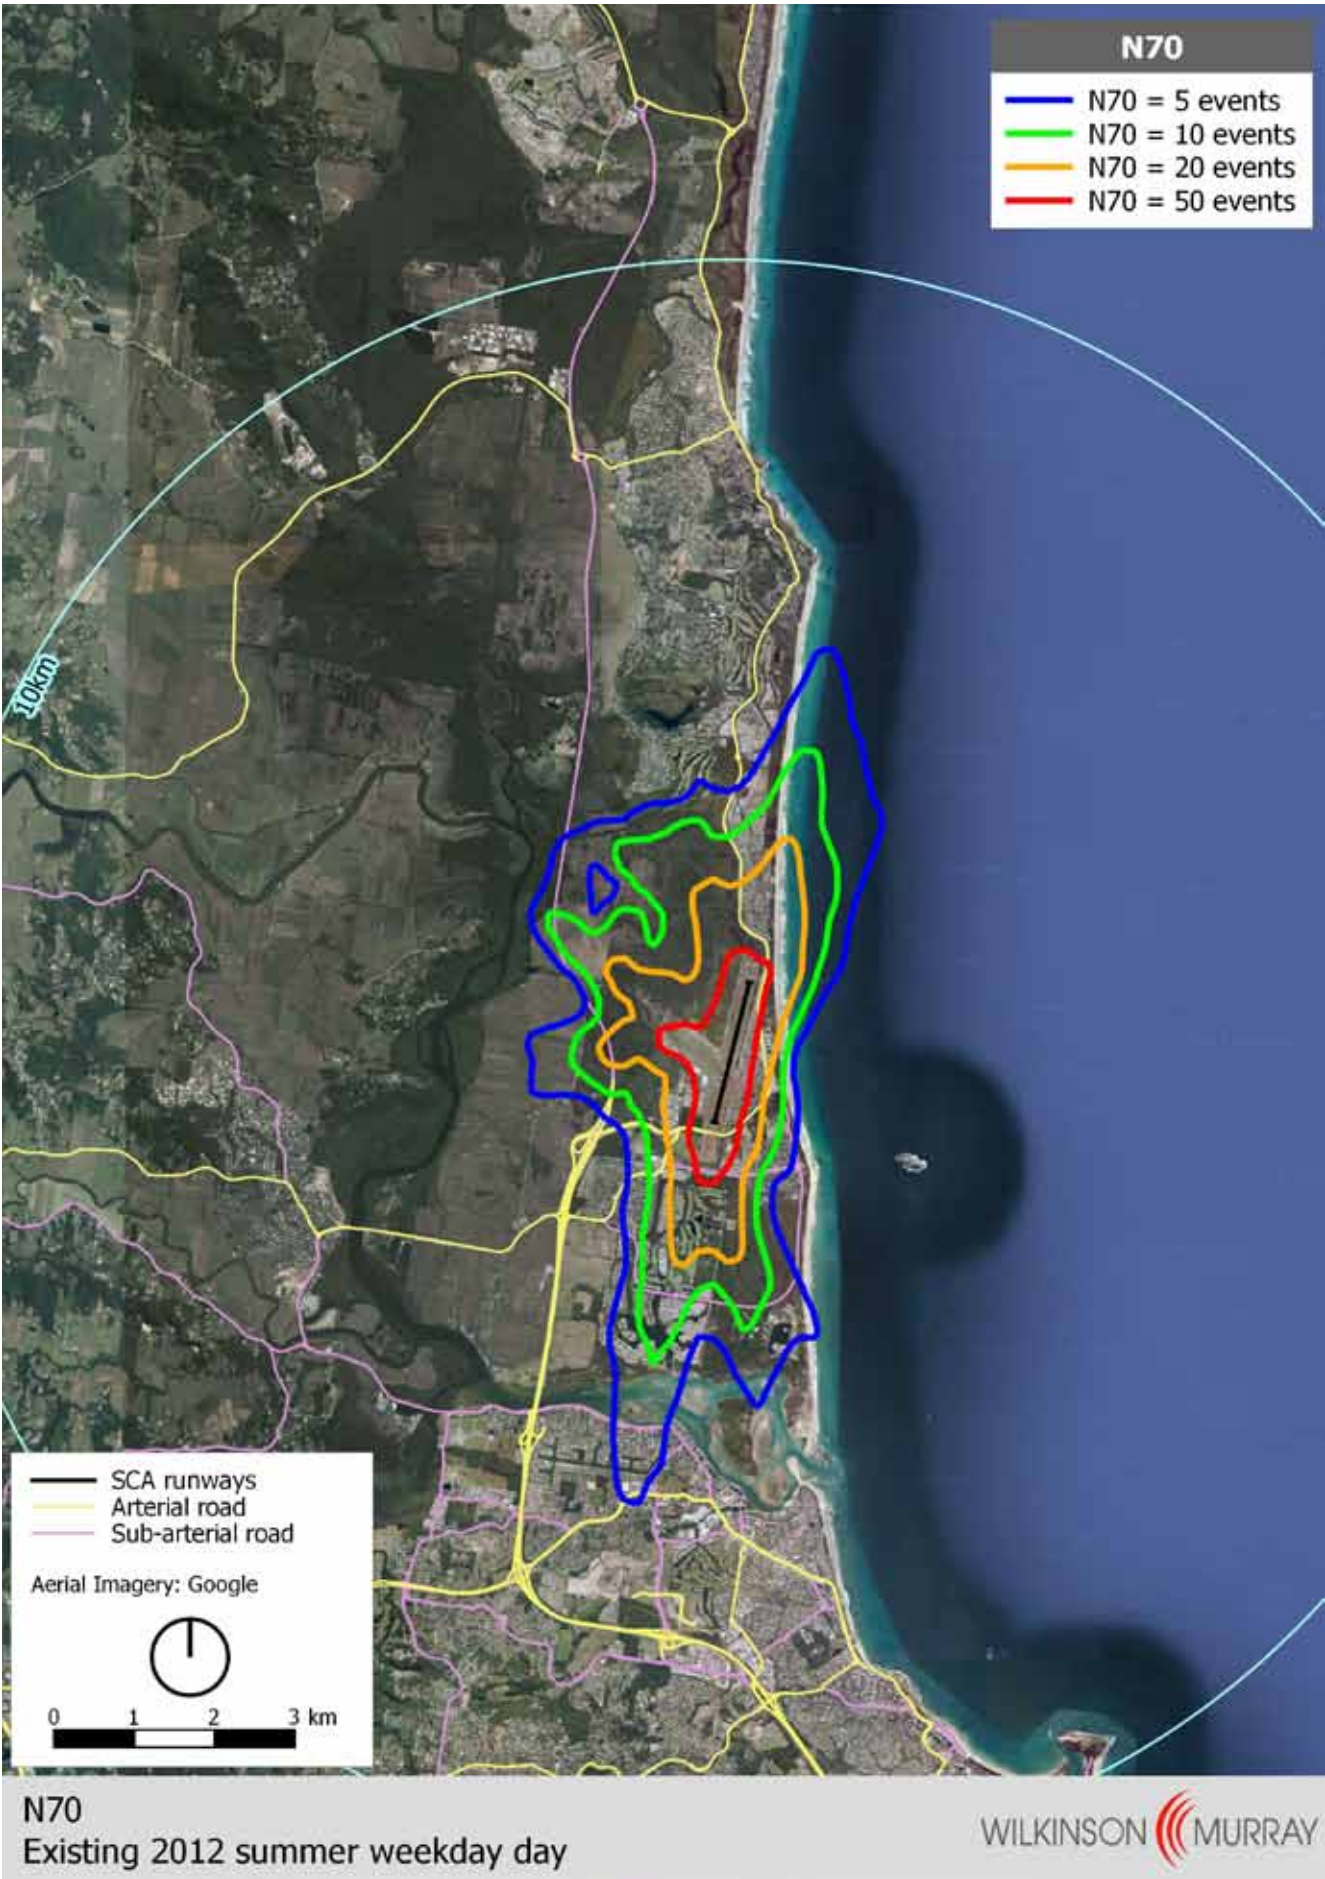 N70
N70 = 5 events
N70 = 10 events
N70 = 20 events
N70 = 50 events
10km
SCA runways
Arterial road
Sub-arterial road
Aerial Imagery: Google
0 1 2 3 km
N70
Existing 2012 summer weekday day
WILKINSON MURRAY